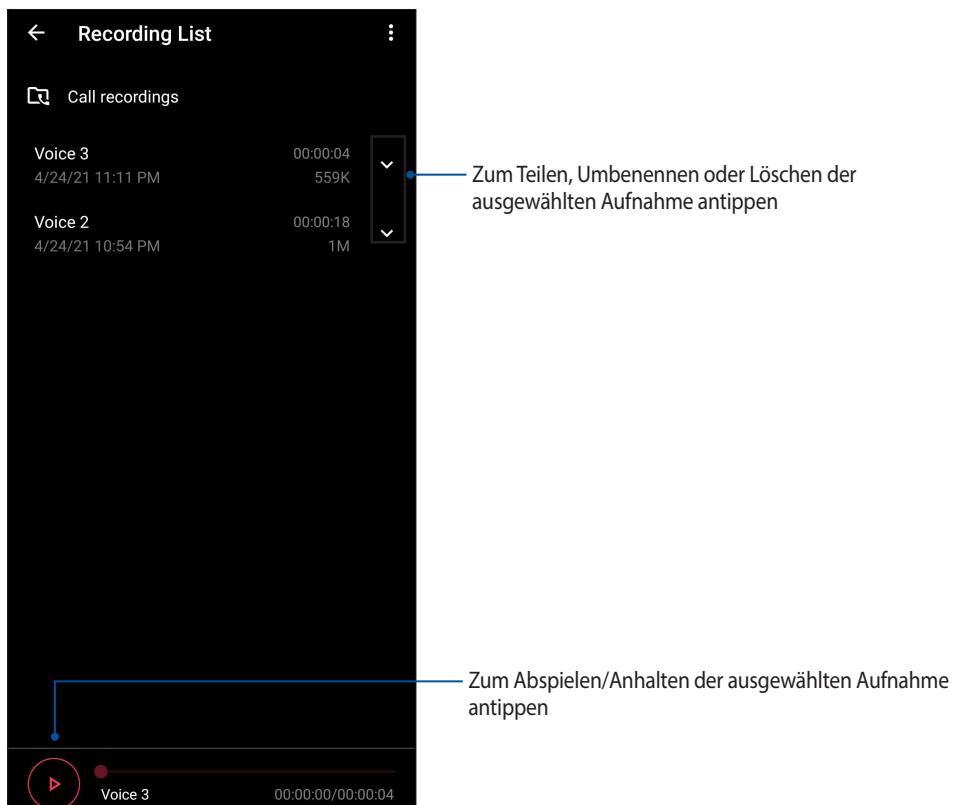 Recording List
Call recordings
Voice 3 00:00:04
4/24/21 11:11 PM 559K
Zum Teilen, Umbenennen oder Löschen der
ausgewählten Aufnahme antippen
Voice 2 00:00:18
4/24/21 10:54 PM 1M
Zum Abspielen/Anhalten der ausgewählten Aufnahme
antippen
Voice 3 00:00:00/00:00:04